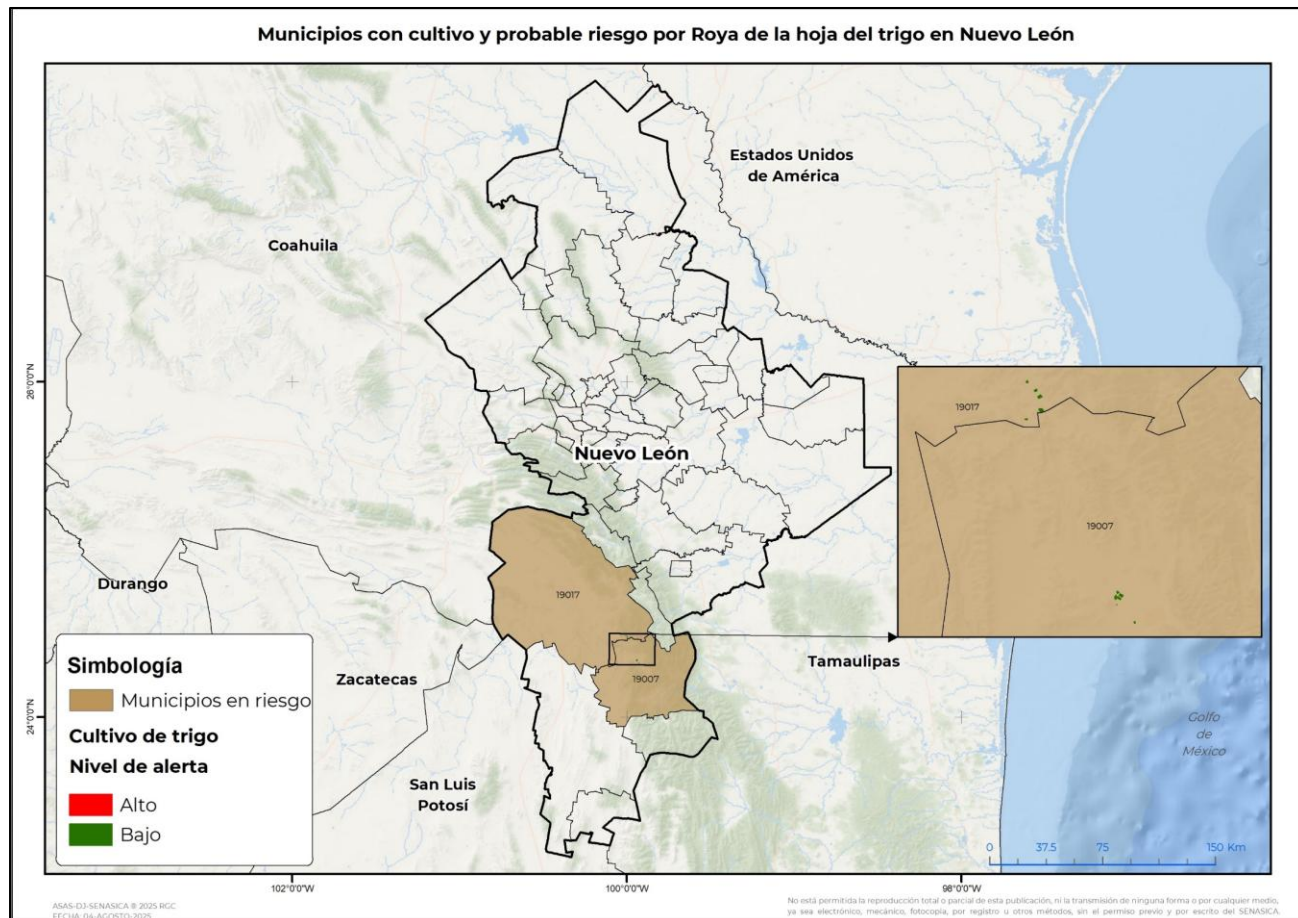 Municipios con cultivo y probable riesgo por Roya de la hoja del trigo en Nuevo León
Estados Unidos
de América
Coahuila
26°0'0"N
19017
Nuevo León
19007
Durango
19017
Simbología
Municipios en riesgo
Cultivo de trigo
Nivel de alerta
Alto
Bajo
Zacatecas
19007
Tamaulipas
24°0'0"N
Golfo
de
México
San Luis
Potosí
0 37.5 75 150 Km
102°0'0"W 100°0'0"W 98°0'0"W
ASAS-DJ-SENASICA ® 2025 RGC
FECHA: 04-AGOSTO-2025
No está permitida la reproducción total o parcial de esta publicación, ni la transmisión de ninguna forma o por cualquier medio,
ya sea electrónico, mecánico, fotocopia, por registro u otros métodos, sin el permiso previo y por escrito del SENASICA.